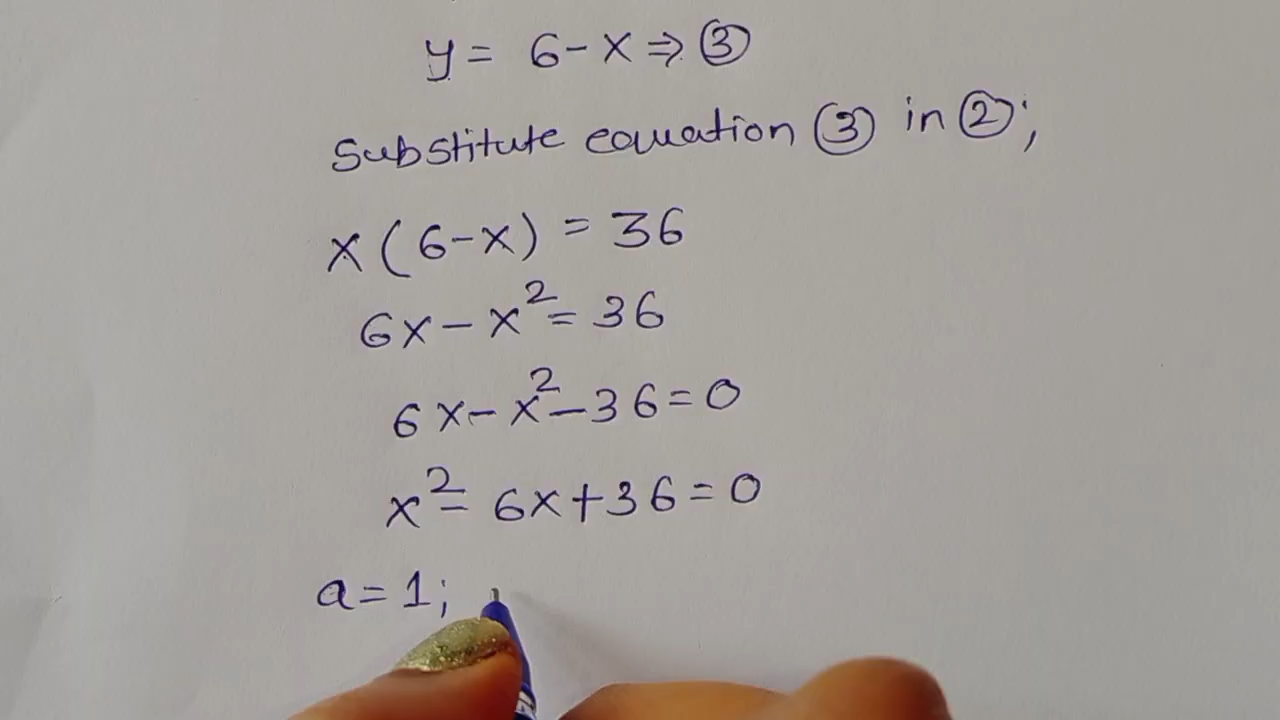 y = 6 - x ⇒ ③
Substitute equation ③ in ②;
x(6-x) = 36
6x - x² = 36
6x - x² - 36 = 0
x² - 6x + 36 = 0
a = 1;